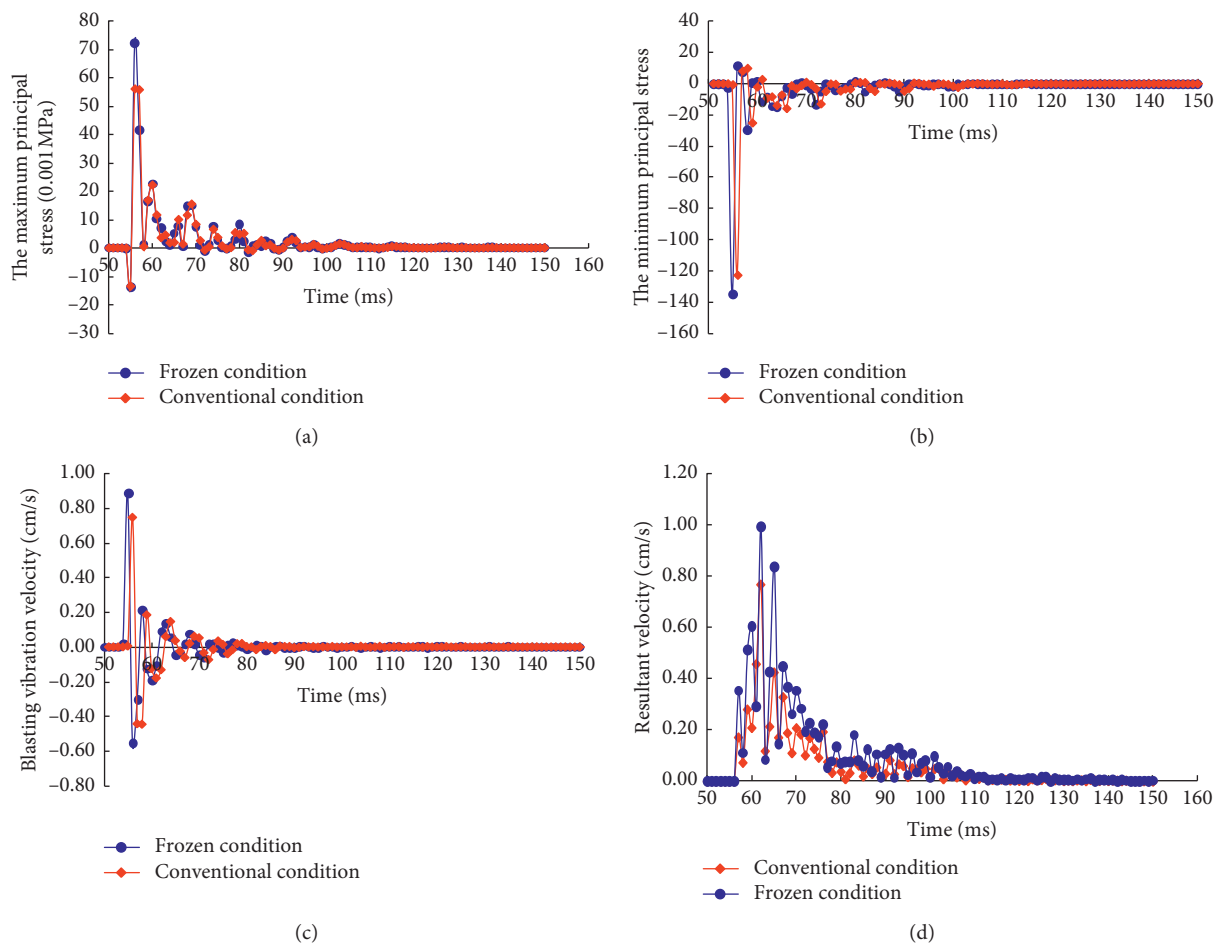 80
70
60
50
40
30
20
10
0
–10
–20
–30
The maximum principal
stress (0.001 MPa)
50 60 70 80 90 100 110 120 130 140 150 160
Time (ms)
Frozen condition
Conventional condition
(a)
40
20
0
–20
–40
–60
–80
–100
–120
–140
–160
The minimum principal stress
50 60 70 80 90 100 110 120 130 140 150
Time (ms)
Frozen condition
Conventional condition
(b)
1.00
0.80
0.60
0.40
0.20
0.00
–0.20
–0.40
–0.60
–0.80
Blasting vibration velocity (cm/s)
50 60 70 80 90 100 110 120 130 140 150
Time (ms)
Frozen condition
Conventional condition
(c)
1.20
1.00
0.80
0.60
0.40
0.20
0.00
Resultant velocity (cm/s)
50 60 70 80 90 100 110 120 130 140 150 160
Time (ms)
Conventional condition
Frozen condition
(d)